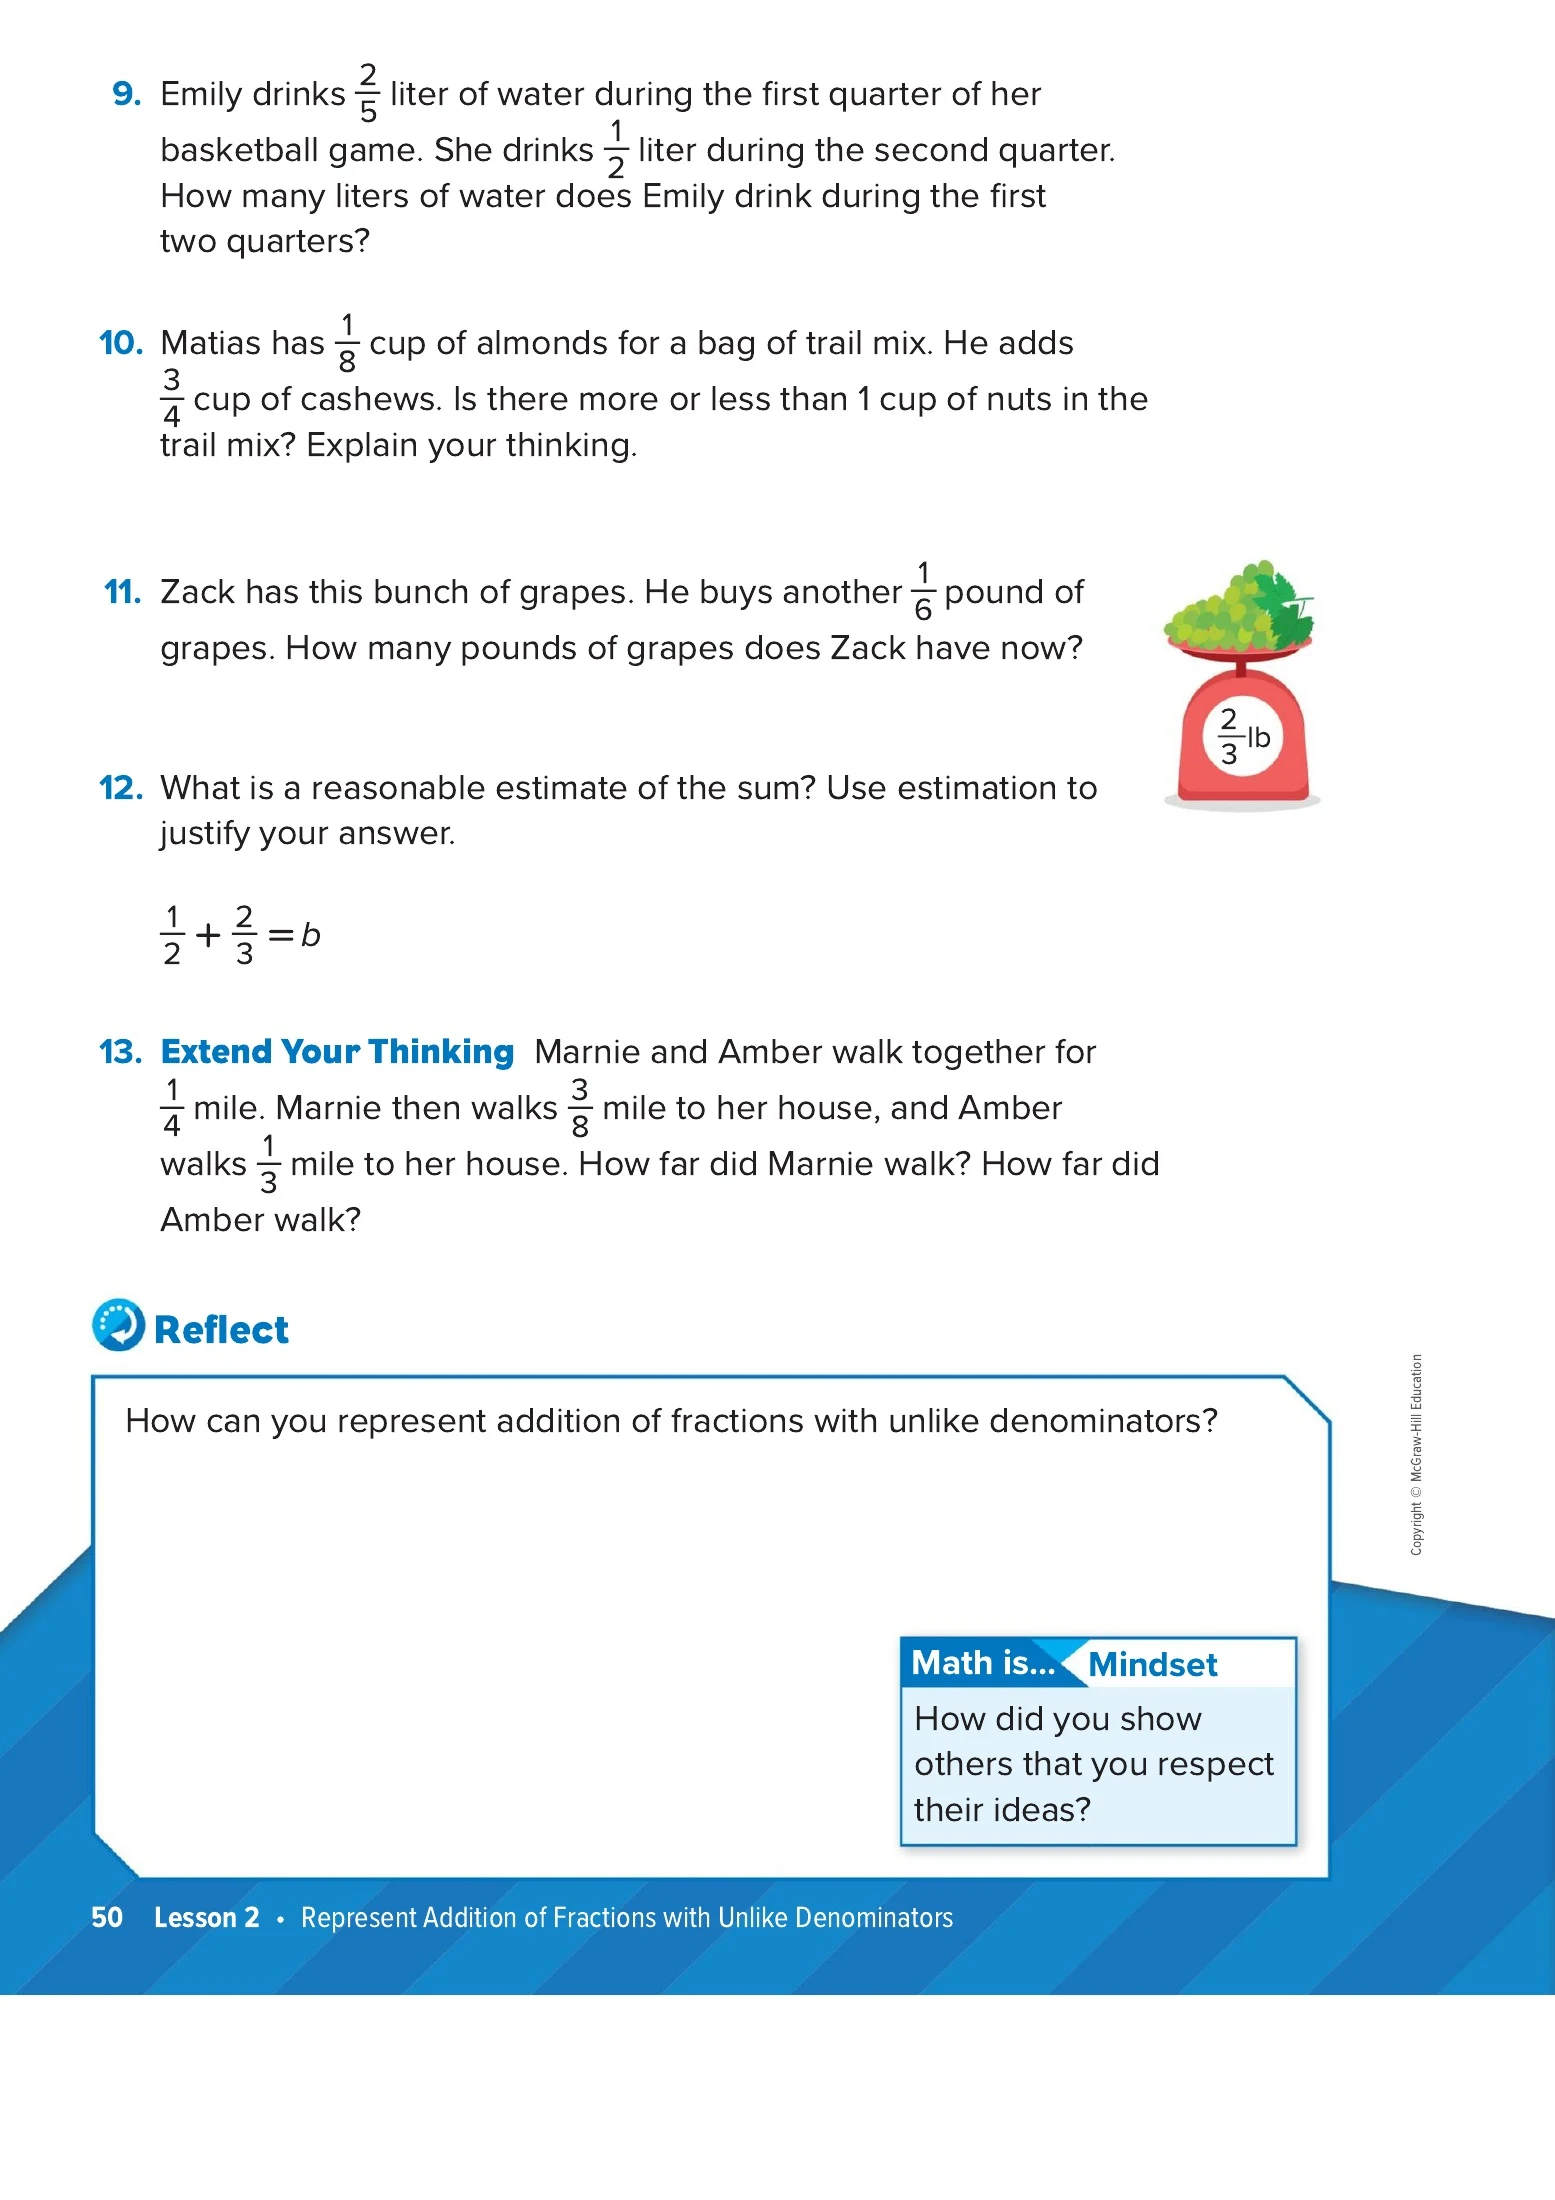 9. Emily drinks 2/5 liter of water during the first quarter of her
basketball game. She drinks 1/2 liter during the second quarter.
How many liters of water does Emily drink during the first
two quarters?
10. Matias has 1/8 cup of almonds for a bag of trail mix. He adds
3/4 cup of cashews. Is there more or less than 1 cup of nuts in the
trail mix? Explain your thinking.
11. Zack has this bunch of grapes. He buys another 1/6 pound of
grapes. How many pounds of grapes does Zack have now?
2/3 lb
12. What is a reasonable estimate of the sum? Use estimation to
justify your answer.
1/2 + 2/3 = b
13. Extend Your Thinking Marnie and Amber walk together for
1/4 mile. Marnie then walks 3/8 mile to her house, and Amber
walks 1/3 mile to her house. How far did Marnie walk? How far did
Amber walk?
Reflect
How can you represent addition of fractions with unlike denominators?
Math is... Mindset
How did you show
others that you respect
their ideas?
Copyright © McGraw-Hill Education
50 Lesson 2 • Represent Addition of Fractions with Unlike Denominators